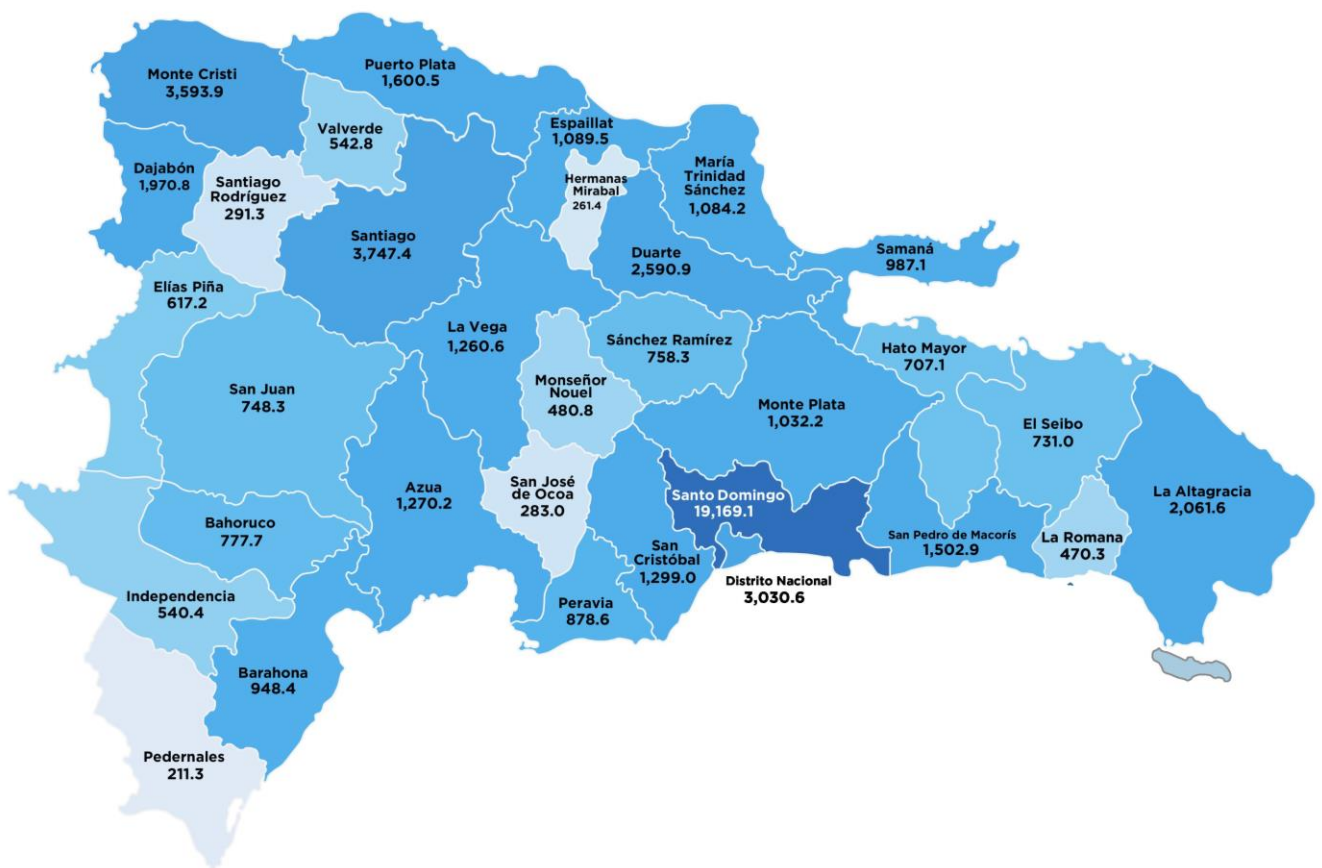 Monte Cristi
3,593.9
Puerto Plata
1,600.5
Valverde
542.8
Espaillat
1,089.5
Dajabón
1,970.8
Santiago
Rodríguez
291.3
Hermanas
Mirabal
261.4
María
Trinidad
Sánchez
1,084.2
Santiago
3,747.4
Duarte
2,590.9
Samaná
987.1
Elías Piña
617.2
La Vega
1,260.6
Sánchez Ramírez
758.3
Hato Mayor
707.1
San Juan
748.3
Monseñor
Nouel
480.8
Monte Plata
1,032.2
El Seibo
731.0
Azua
1,270.2
San José
de Ocoa
283.0
Santo Domingo
19,169.1
La Altagracia
2,061.6
Bahoruco
777.7
San Pedro de Macorís
1,502.9
La Romana
470.3
San
Cristóbal
1,299.0
Distrito Nacional
3,030.6
Independencia
540.4
Peravia
878.6
Barahona
948.4
Pedernales
211.3